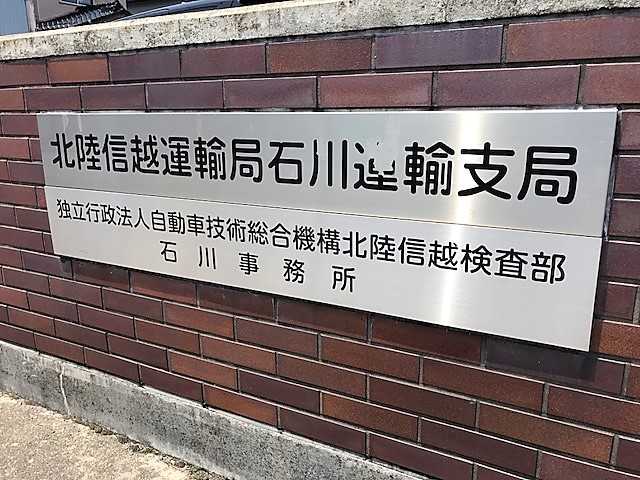 北陸信越運輸局石川運輸支局
独立行政法人自動車技術総合機構北陸信越検査部
石川事務所